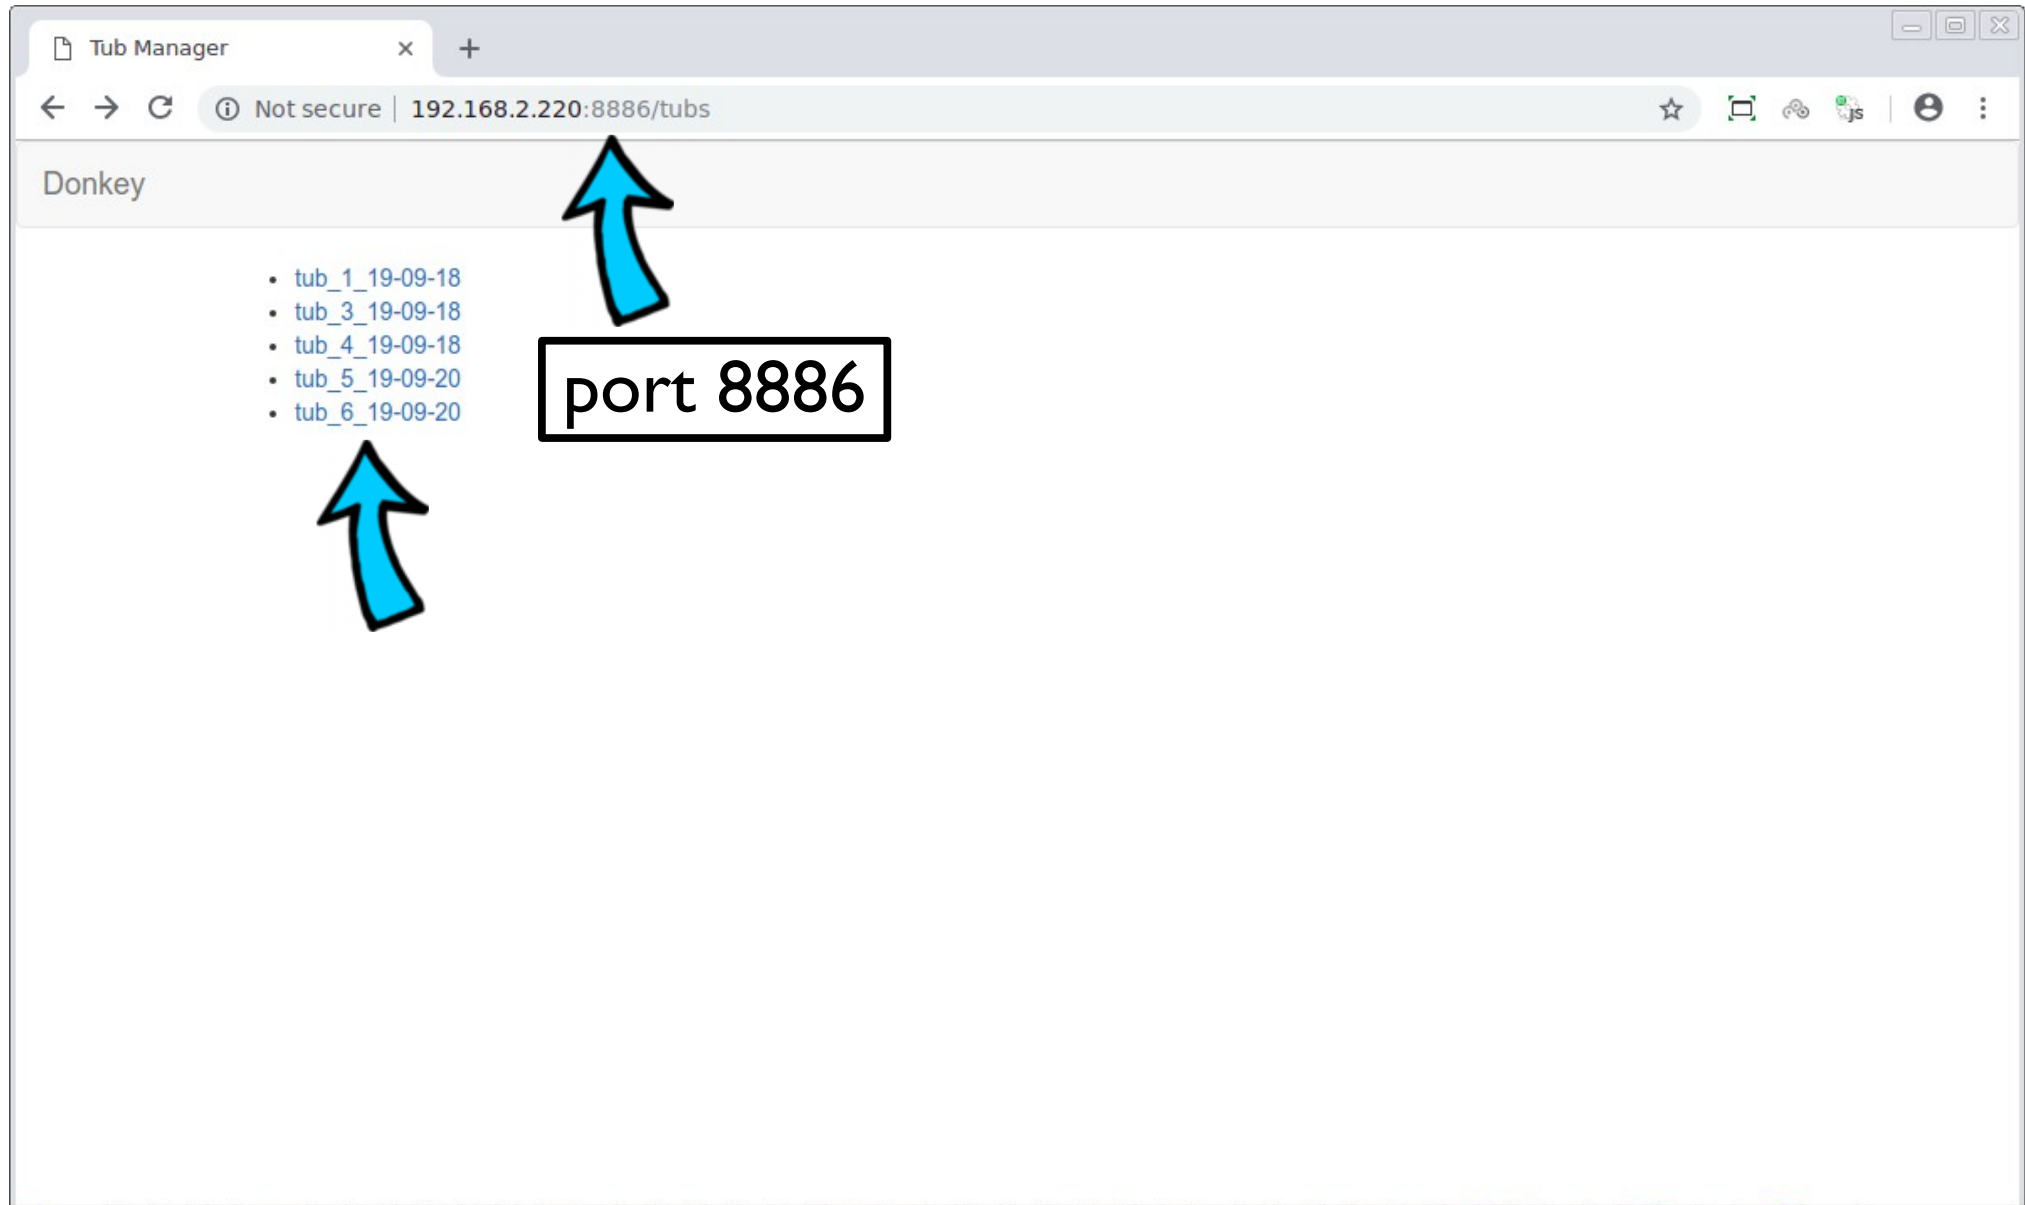 Tub Manager
Not secure | 192.168.2.220:8886/tubs
JS
Donkey
• tub_1_19-09-18
• tub_3_19-09-18
• tub_4_19-09-18
• tub_5_19-09-20
• tub_6_19-09-20
port 8886